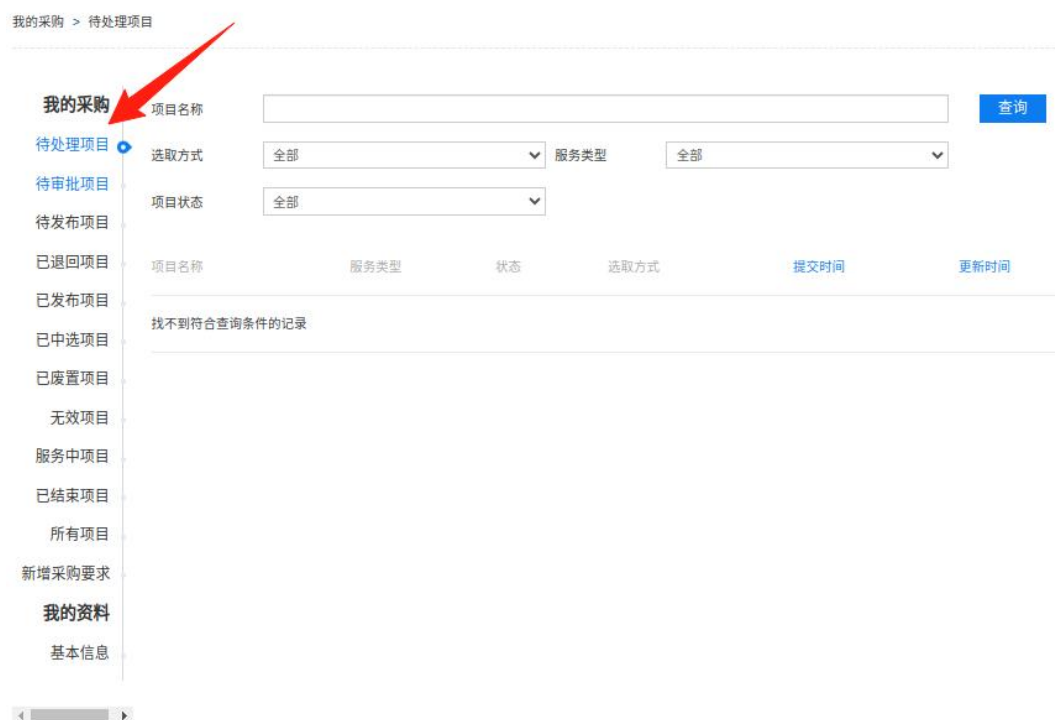 我的采购 > 待处理项目
我的采购
待处理项目
待审批项目
待发布项目
已退回项目
已发布项目
已中选项目
已废置项目
无效项目
服务中项目
已结束项目
所有项目
新增采购要求
我的资料
基本信息
项目名称 查询
选取方式 全部 服务类型 全部
项目状态 全部
项目名称 服务类型 状态 选取方式 提交时间 更新时间
找不到符合查询条件的记录